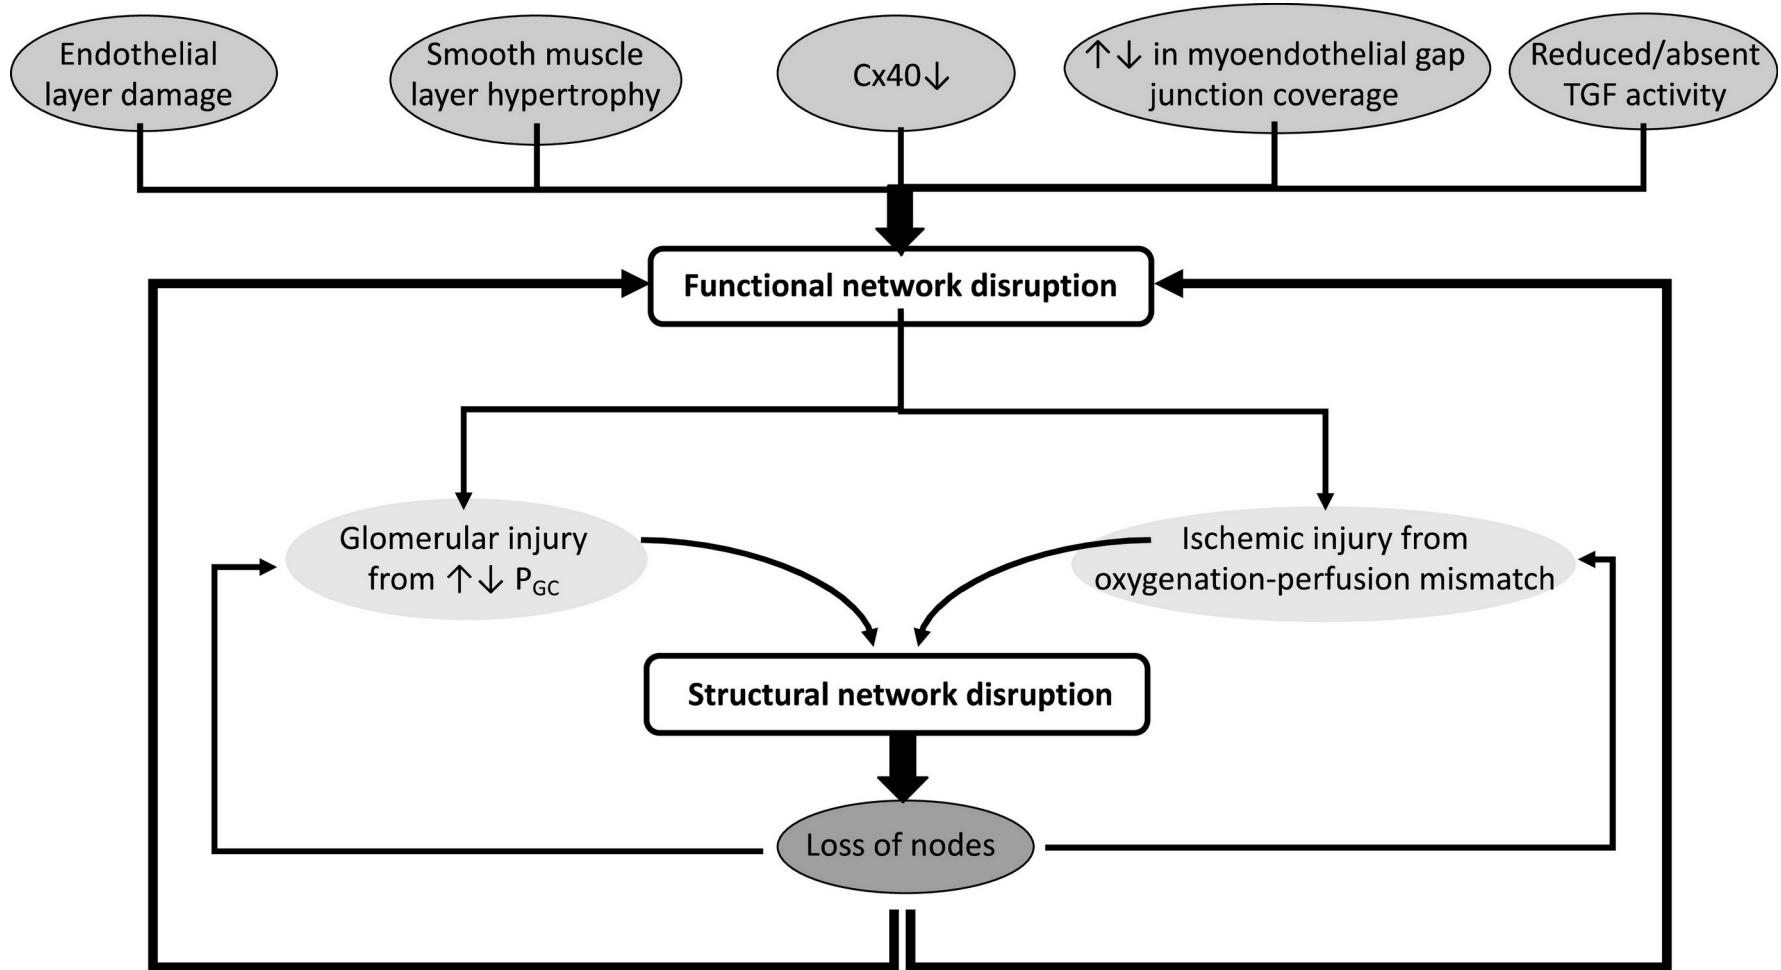 Endothelial
layer damage
Smooth muscle
layer hypertrophy
Cx40↓
↑↓ in myoendothelial gap
junction coverage
Reduced/absent
TGF activity
Functional network disruption
Glomerular injury
from ↑↓ PGC
Ischemic injury from
oxygenation-perfusion mismatch
Structural network disruption
Loss of nodes